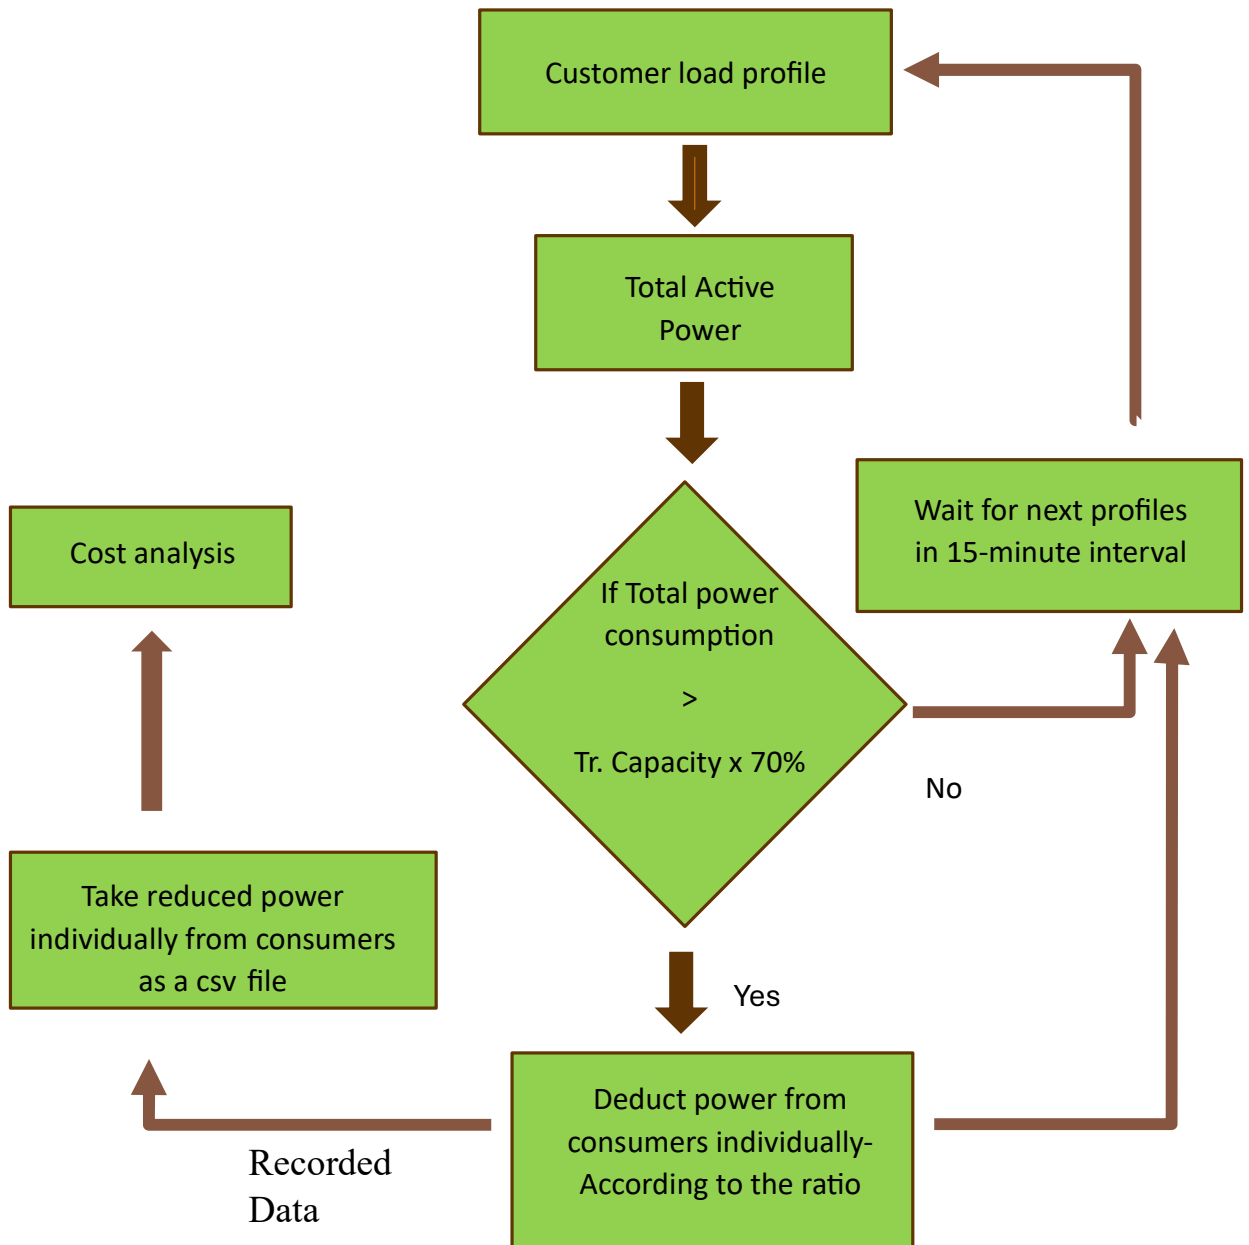 Customer load profile
Total Active
Power
Wait for next profiles
in 15-minute interval
Cost analysis
If Total power
consumption
>
Tr. Capacity x 70%
No
Take reduced power
individually from consumers
as a csv file
Yes
Deduct power from
consumers individually-
According to the ratio
Recorded
Data